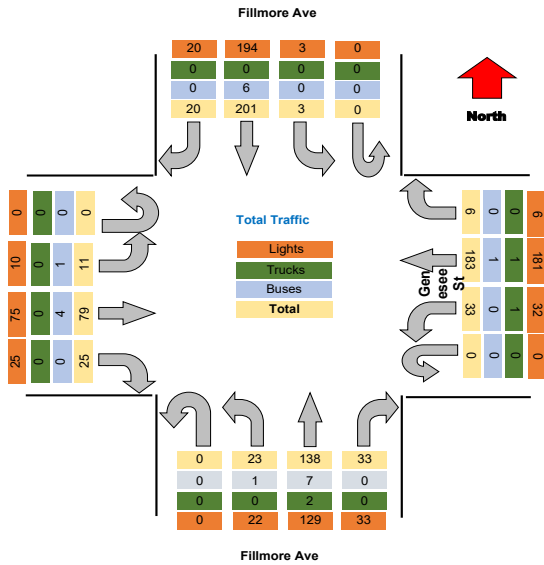 Fillmore Ave
20 194 3 0
0 0 0 0
0 6 0 0
20 201 3 0
North
0 0 0 0
10 0 1 11
75 0 4 79
25 0 0 25
Total Traffic
Lights
Trucks
Buses
Total
Gen
esee
St
6 0 0 6
183 1 1 181
33 0 1 32
0 0 0 0
0 23 138 33
0 1 7 0
0 0 2 0
0 22 129 33
Fillmore Ave